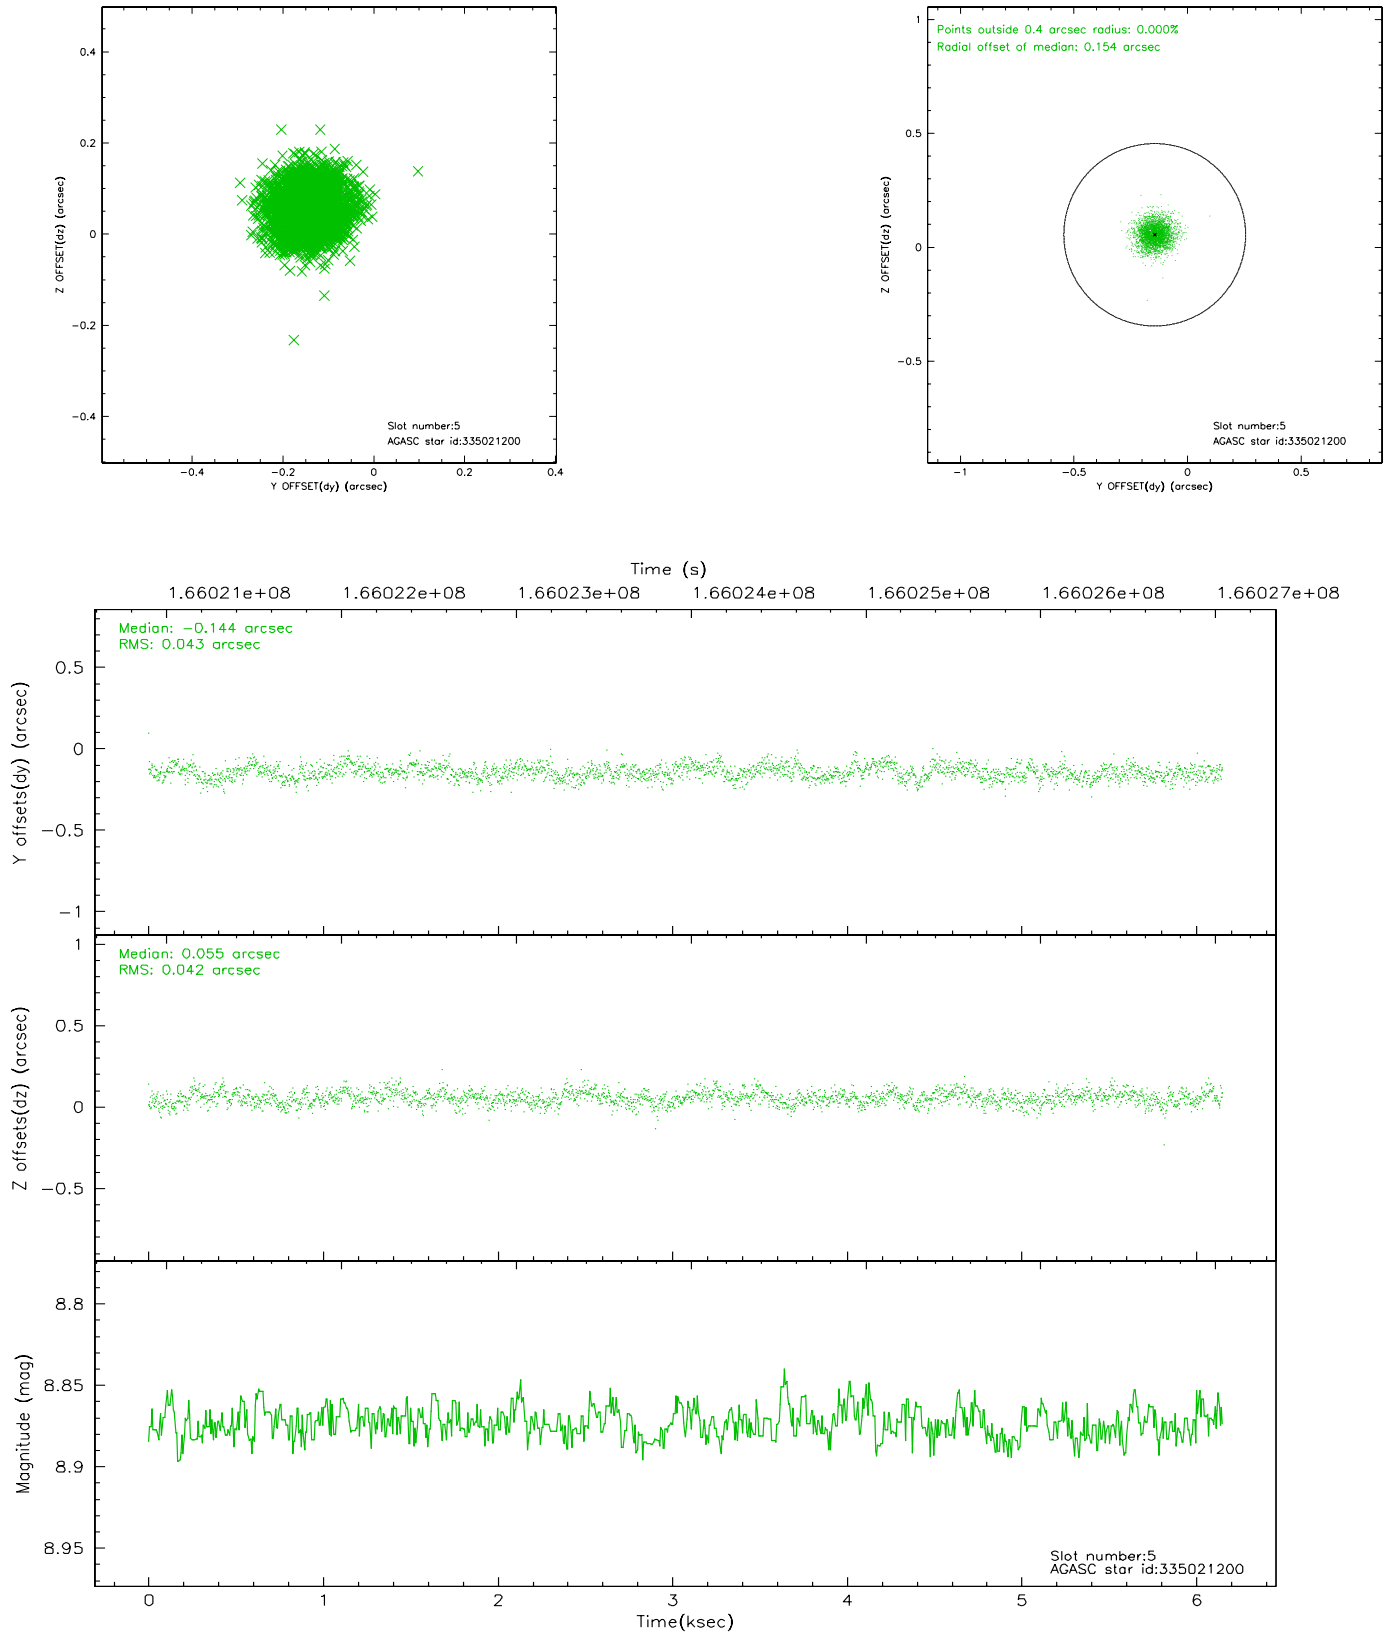 0.4
0.2
0
−0.2
−0.4
Z OFFSET(dz) (arcsec)
Slot number:5
AGASC star id:335021200
−0.4
−0.2
0
0.2
0.4
Y OFFSET(dy) (arcsec)
Points outside 0.4 arcsec radius: 0.000%
Radial offset of median: 0.154 arcsec
1
0.5
0
−0.5
Z OFFSET(dz) (arcsec)
Slot number:5
AGASC star id:335021200
−1
−0.5
0
0.5
Y OFFSET(dy) (arcsec)
Time (s)
1.66021e+08
1.66022e+08
1.66023e+08
1.66024e+08
1.66025e+08
1.66026e+08
1.66027e+08
Median: −0.144 arcsec
RMS: 0.043 arcsec
0.5
0
−0.5
−1
Y offsets(dy) (arcsec)
Median: 0.055 arcsec
RMS: 0.042 arcsec
1
0.5
0
−0.5
Z offsets(dz) (arcsec)
8.8
8.85
8.9
8.95
Magnitude (mag)
Slot number:5
AGASC star id:335021200
0
1
2
3
4
5
6
Time(ksec)